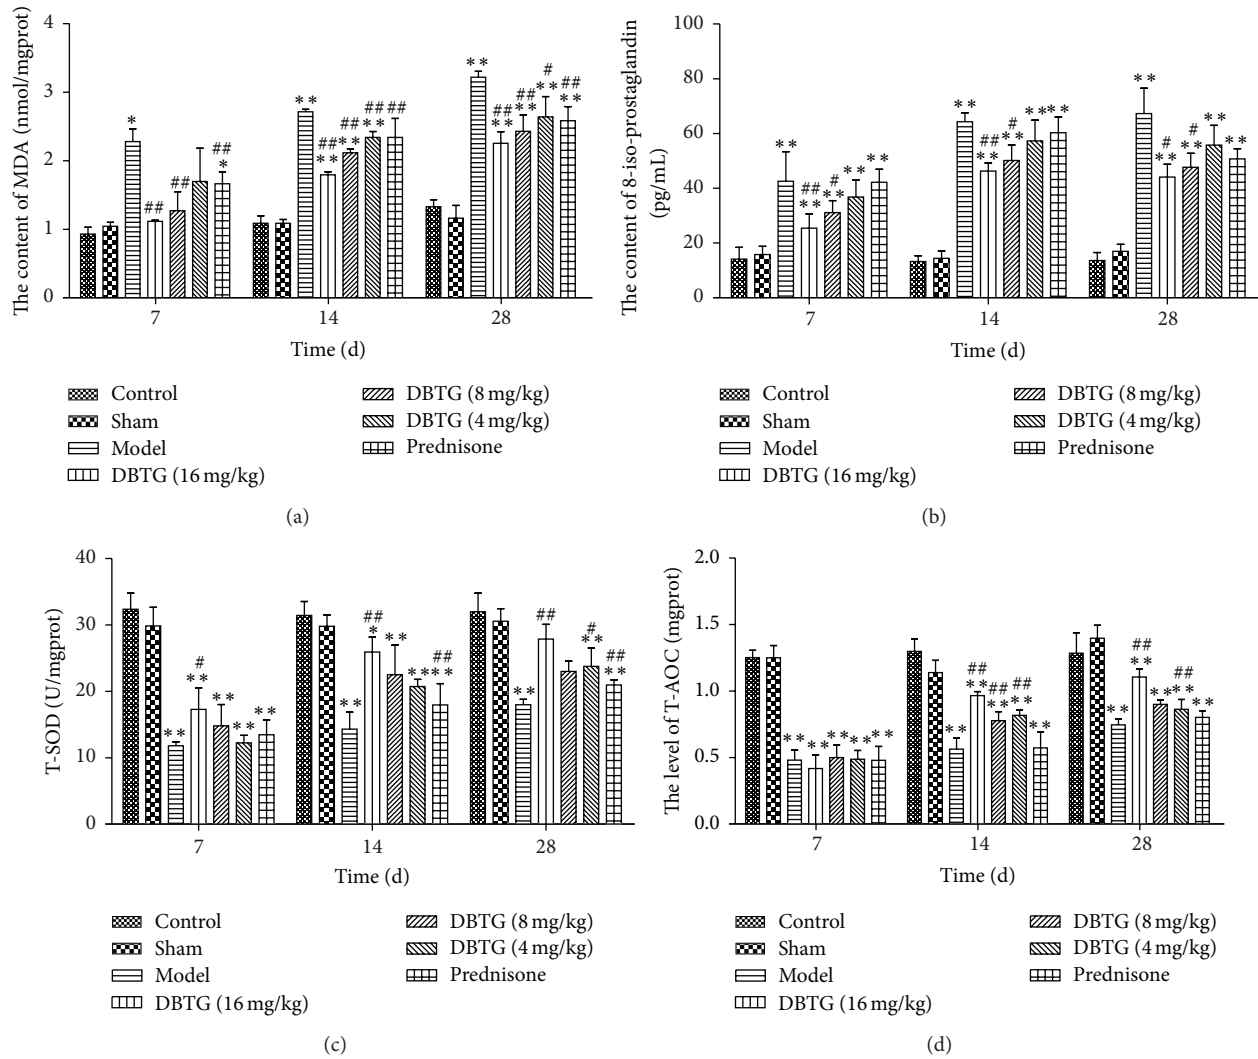 4
3
2
1
0
The content of MDA (nmol/mgprot)
*
##
##
##
*
**
##
**
##
**
##
**
##
**
##
**
##
**
#
**
##
**
7
14
28
Time (d)
Control
Sham
Model
DBTG (16 mg/kg)
DBTG (8 mg/kg)
DBTG (4 mg/kg)
Prednisone
(a)
100
80
60
40
20
0
The content of 8-iso-prostaglandin
(pg/mL)
**
##
**
#
**
**
**
**
##
**
#
**
**
**
**
#
**
#
**
**
**
7
14
28
Time (d)
Control
Sham
Model
DBTG (16 mg/kg)
DBTG (8 mg/kg)
DBTG (4 mg/kg)
Prednisone
(b)
40
30
20
10
0
T-SOD (U/mgprot)
**
#
**
**
**
**
**
##
*
**
**
##
**
**
##
#
**
##
**
7
14
28
Time (d)
Control
Sham
Model
DBTG (16 mg/kg)
DBTG (8 mg/kg)
DBTG (4 mg/kg)
Prednisone
(c)
2.0
1.5
1.0
0.5
0.0
The level of T-AOC (mgprot)
**
**
**
**
**
**
##
**
##
**
##
**
**
**
##
**
**
##
**
**
7
14
28
Time (d)
Control
Sham
Model
DBTG (16 mg/kg)
DBTG (8 mg/kg)
DBTG (4 mg/kg)
Prednisone
(d)